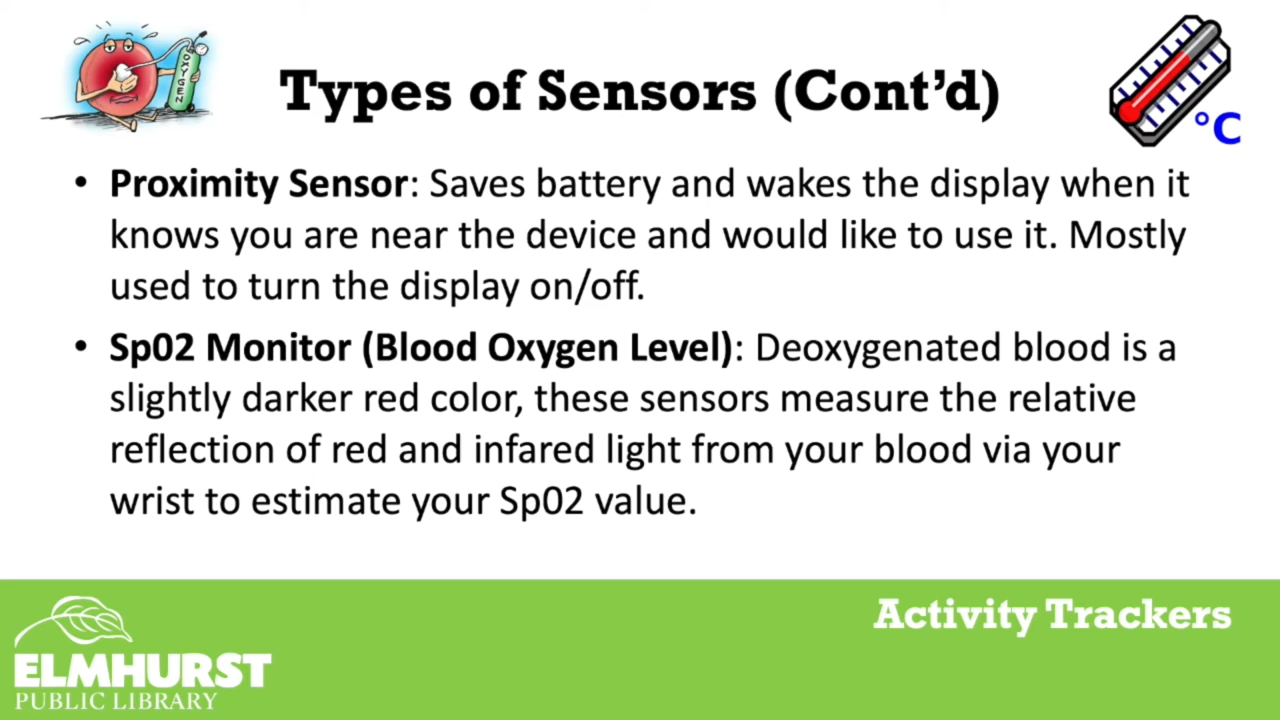 OXYGEN
Types of Sensors (Cont’d)
°C
• Proximity Sensor: Saves battery and wakes the display when it
knows you are near the device and would like to use it. Mostly
used to turn the display on/off.
• Sp02 Monitor (Blood Oxygen Level): Deoxygenated blood is a
slightly darker red color, these sensors measure the relative
reflection of red and infared light from your blood via your
wrist to estimate your Sp02 value.
Activity Trackers
ELMHURST
PUBLIC LIBRARY